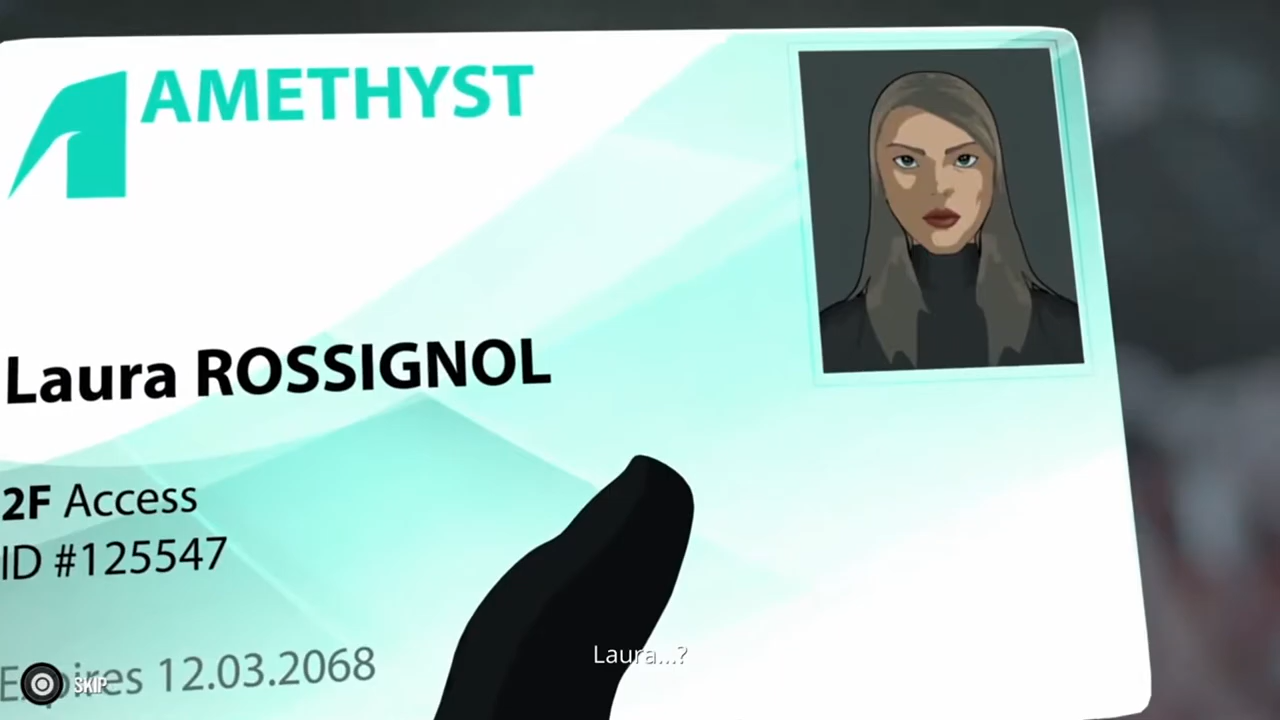 AMETHYST
Laura ROSSIGNOL
2F Access
ID #125547
Expires 12.03.2068
Laura...?
SKIP